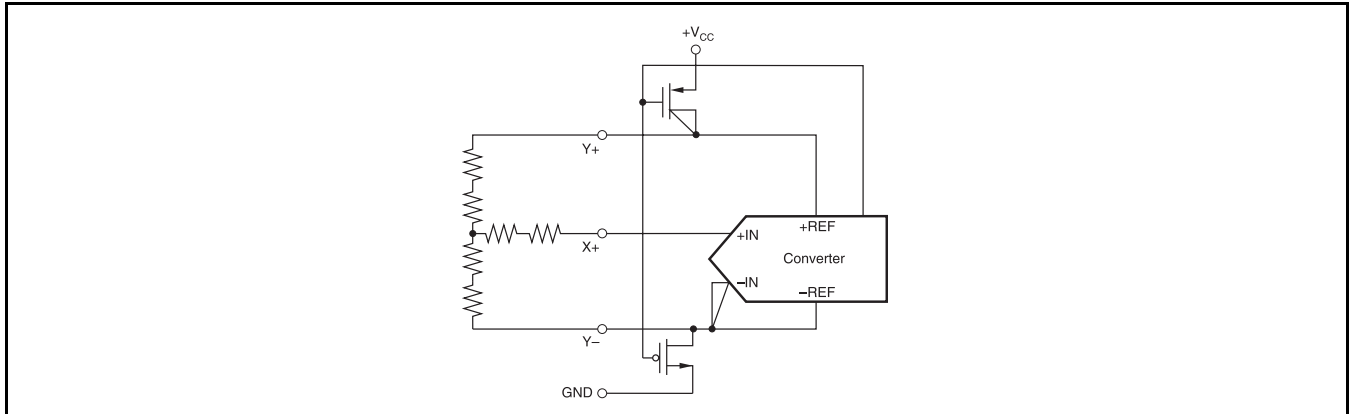 +VCC
Y+
+REF
+IN
X+
Converter
–IN
–REF
Y–
GND